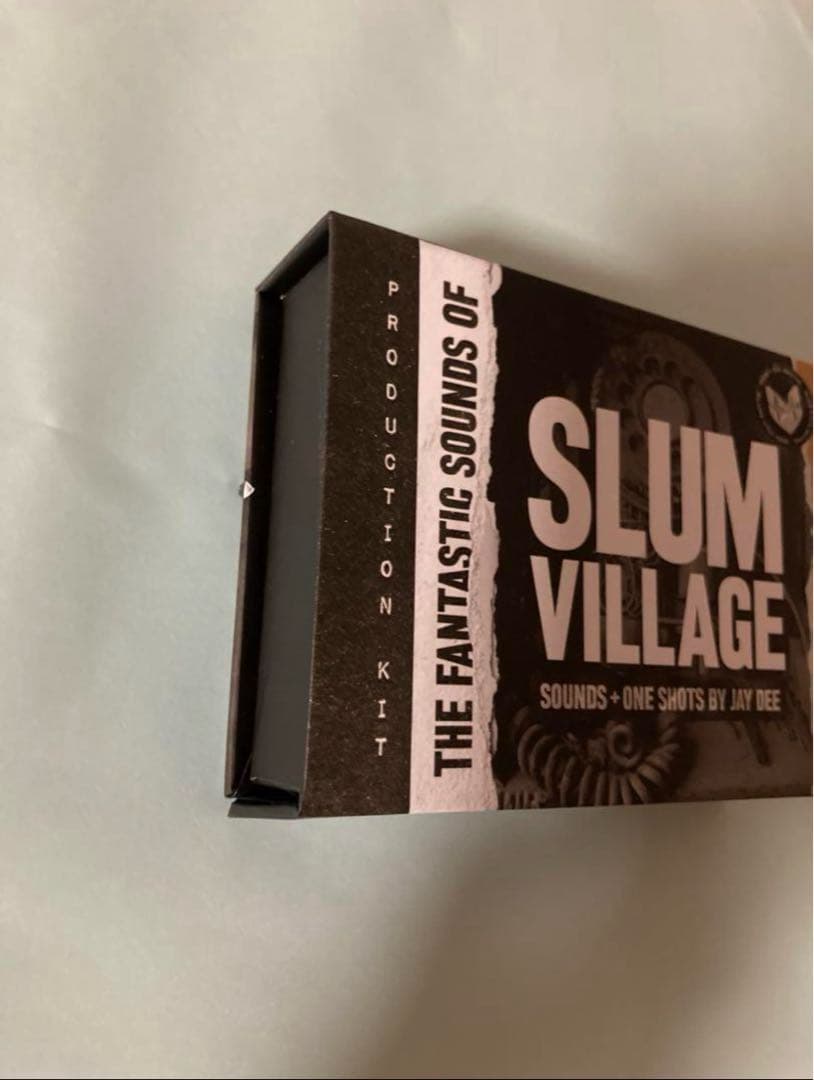 PRODUCTION KIT
THE FANTASTIC SOUNDS OF
SLUM
VILLAGE
SOUNDS + ONE SHOTS BY JAY DEE